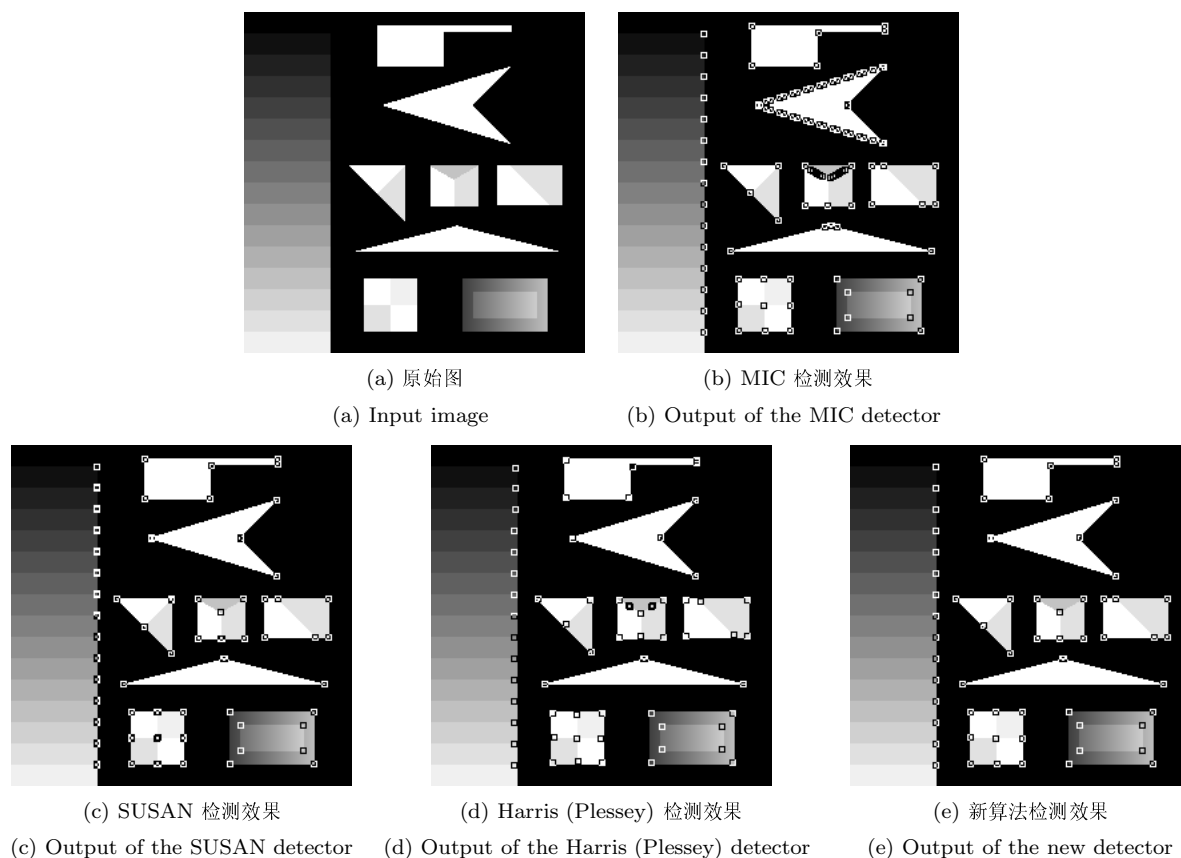 (a) 原始图
(b) MIC 检测效果
(a) Input image
(b) Output of the MIC detector
(c) SUSAN 检测效果
(d) Harris (Plessey) 检测效果
(e) 新算法检测效果
(c) Output of the SUSAN detector
(d) Output of the Harris (Plessey) detector
(e) Output of the new detector